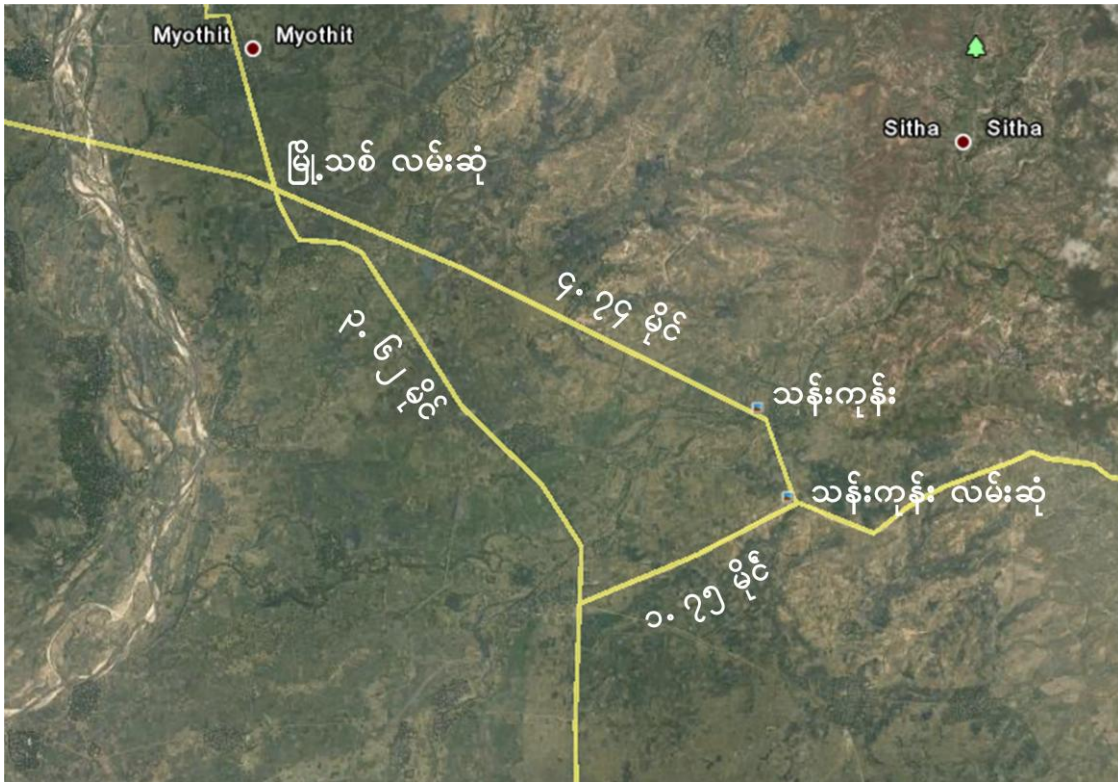 Myothit Myothit
Sitha Sitha
မြို့သစ် လမ်းဆုံ
၄. ၇၄ မိုင်
၃. ၆၂ မိုင်
သန်းကုန်း
သန်းကုန်း လမ်းဆုံ
၁. ၇၅ မိုင်